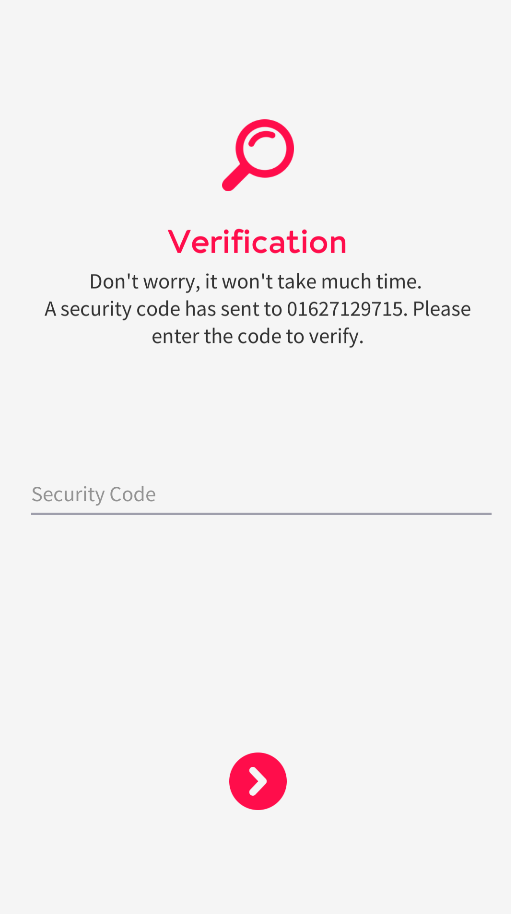 Verification
Don't worry, it won't take much time.
A security code has sent to 01627129715. Please
enter the code to verify.
Security Code